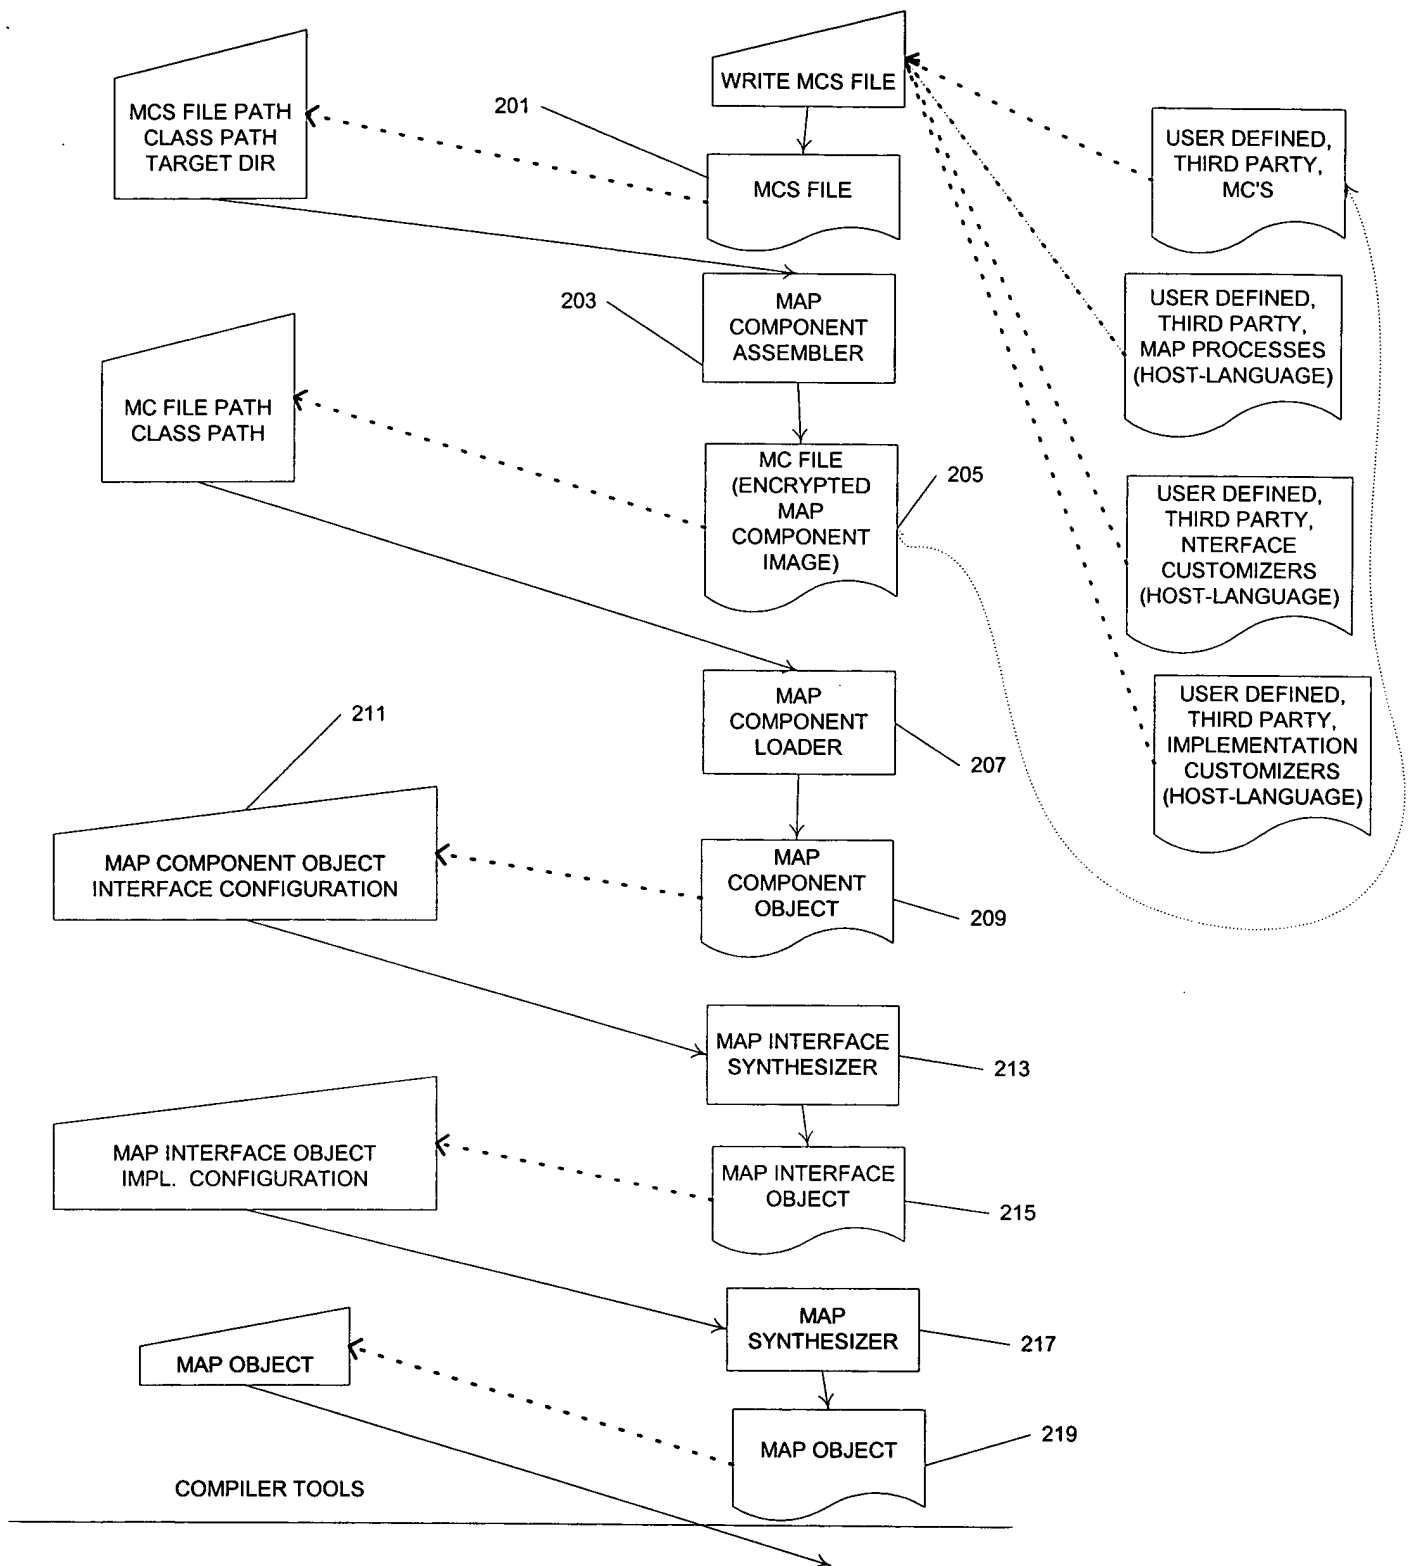 WRITE MCS FILE
MCS FILE PATH
CLASS PATH
TARGET DIR
201
MCS FILE
USER DEFINED,
THIRD PARTY,
MC'S
203
MAP
COMPONENT
ASSEMBLER
USER DEFINED,
THIRD PARTY,
MAP PROCESSES
(HOST-LANGUAGE)
MC FILE PATH
CLASS PATH
MC FILE
(ENCRYPTED
MAP
COMPONENT
IMAGE)
205
USER DEFINED,
THIRD PARTY,
NTERFACE
CUSTOMIZERS
(HOST-LANGUAGE)
MAP
COMPONENT
LOADER
207
USER DEFINED,
THIRD PARTY,
IMPLEMENTATION
CUSTOMIZERS
(HOST-LANGUAGE)
211
MAP COMPONENT OBJECT
INTERFACE CONFIGURATION
MAP
COMPONENT
OBJECT
209
MAP INTERFACE
SYNTHESIZER
213
MAP INTERFACE OBJECT
IMPL. CONFIGURATION
MAP INTERFACE
OBJECT
215
MAP
SYNTHESIZER
217
MAP OBJECT
MAP OBJECT
219
COMPILER TOOLS